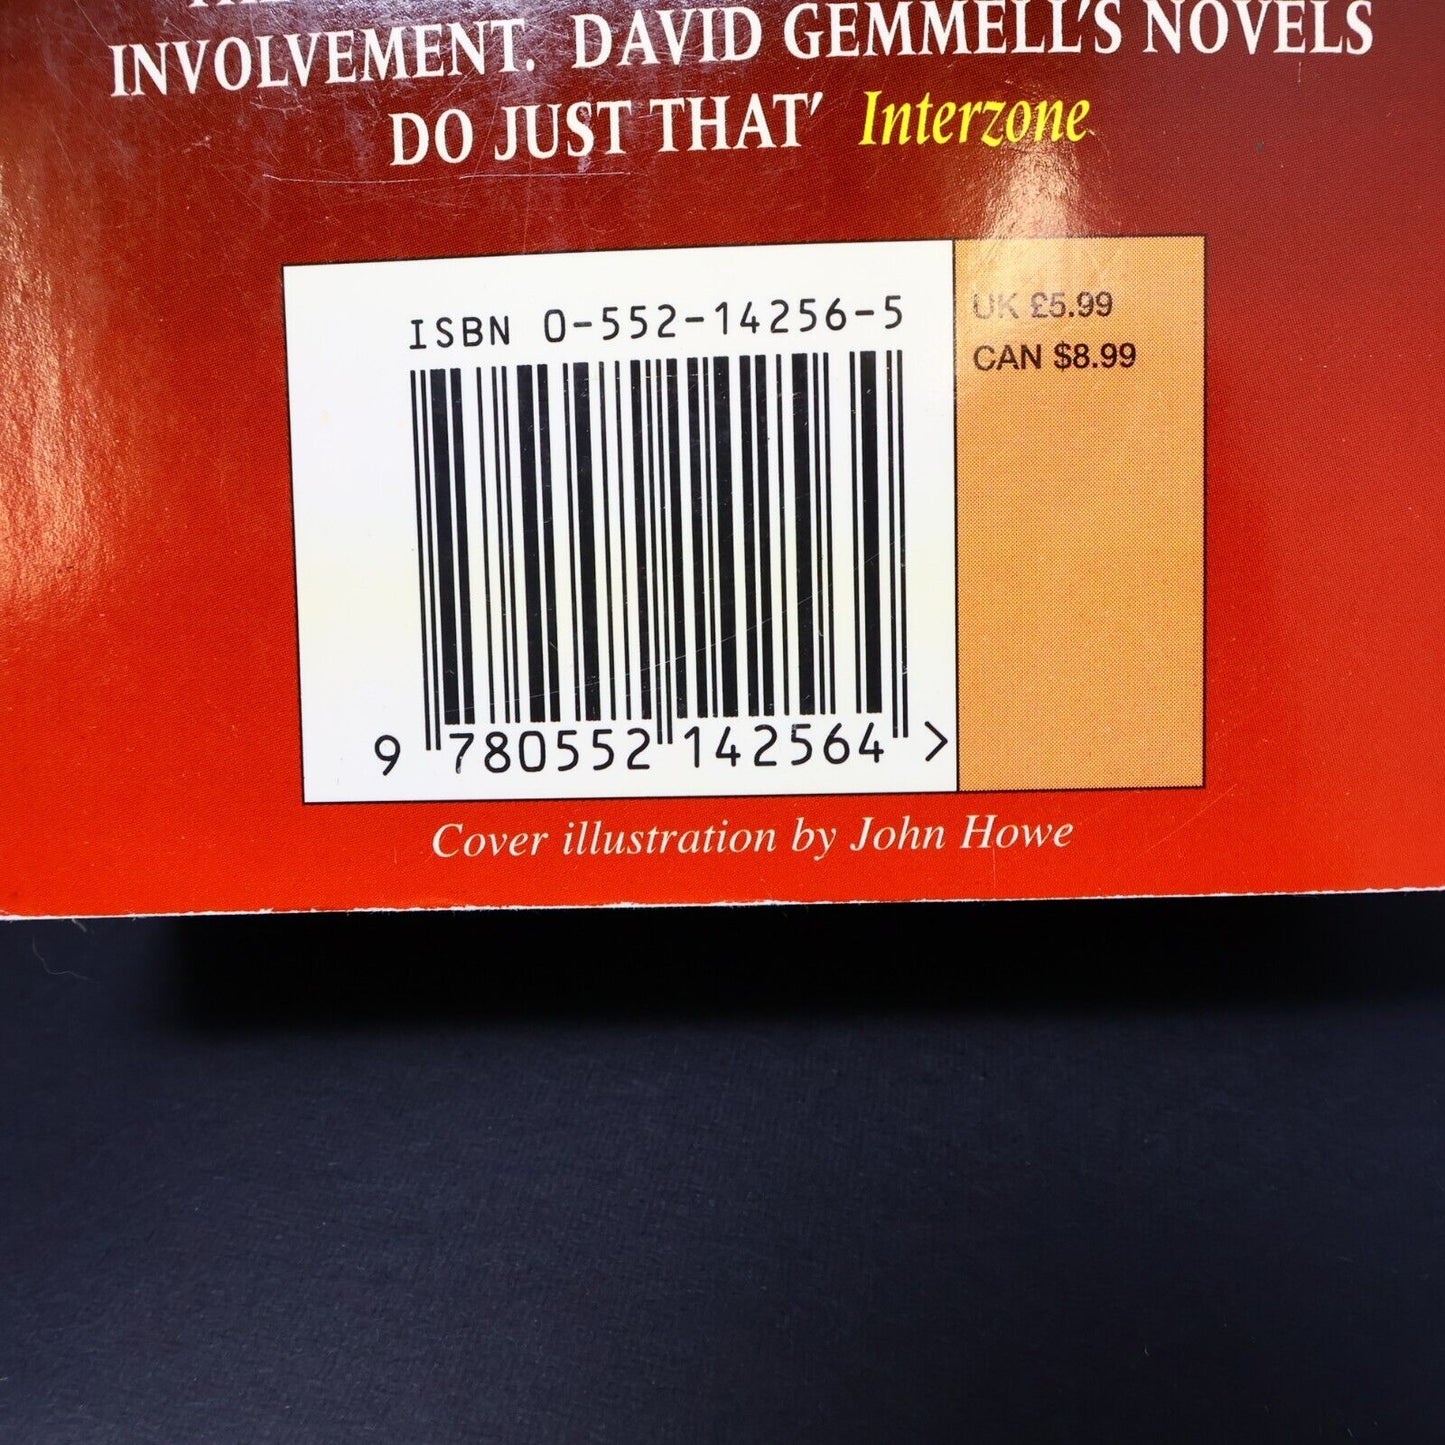 INVOLVEMENT. DAVID GEMMELL'S NOVELS
DO JUST THAT' Interzone
ISBN 0-552-14256-5
UK £5.99
CAN $8.99
9 780552 142564 >
Cover illustration by John Howe